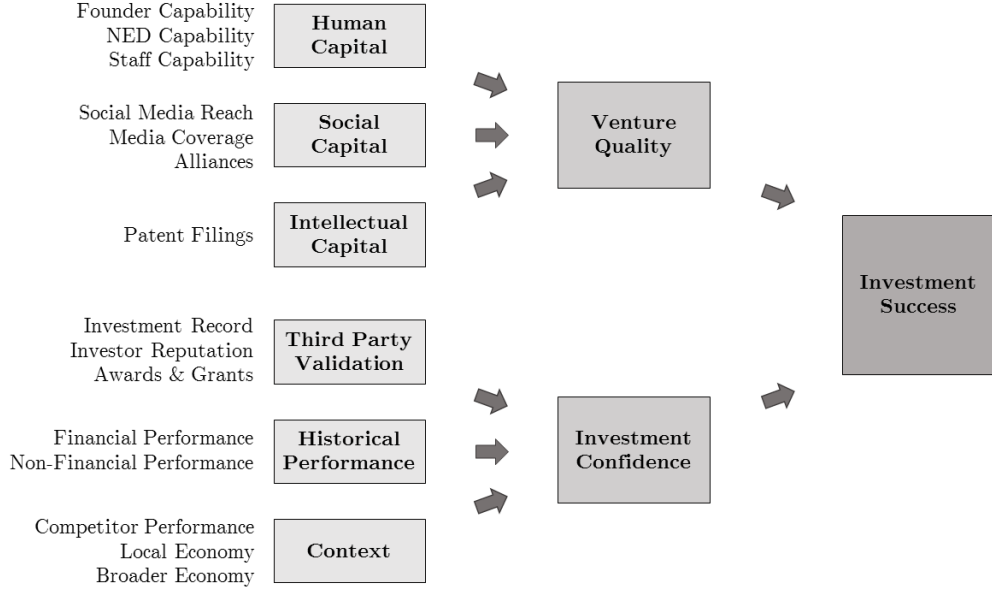 Founder Capability
NED Capability
Staff Capability
Human
Capital
Social Media Reach
Media Coverage
Alliances
Social
Capital
Patent Filings
Intellectual
Capital
Venture
Quality
Investment Record
Investor Reputation
Awards & Grants
Third Party
Validation
Financial Performance
Non-Financial Performance
Historical
Performance
Competitor Performance
Local Economy
Broader Economy
Context
Investment
Confidence
Investment
Success